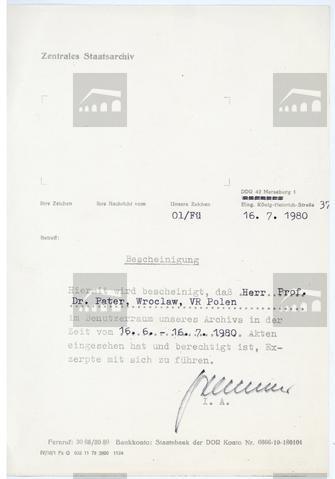 Zentrales Staatsarchiv
DDR 42 Merseburg 1
Ihre Zeichen Ihre Nachricht vom Unsere Zeichen Eing. König-Heinrich-Straße 37
01/Fü 16. 7. 1980
Betreff:
Bescheinigung
Hiermit wird bescheinigt, daß Herr Prof.
Dr. Pater, Wroclaw, VR Polen
im Benutzerraum unseres Archivs in der
Zeit vom 16.6.-16.7.1980. Akten
eingesehen hat und berechtigt ist, Ex-
zerpte mit sich zu führen.
I. A.
Fernruf: 30 68/20 80 Bankkonto: Staatsbank der DDR Konto Nr. 0666-10-180104